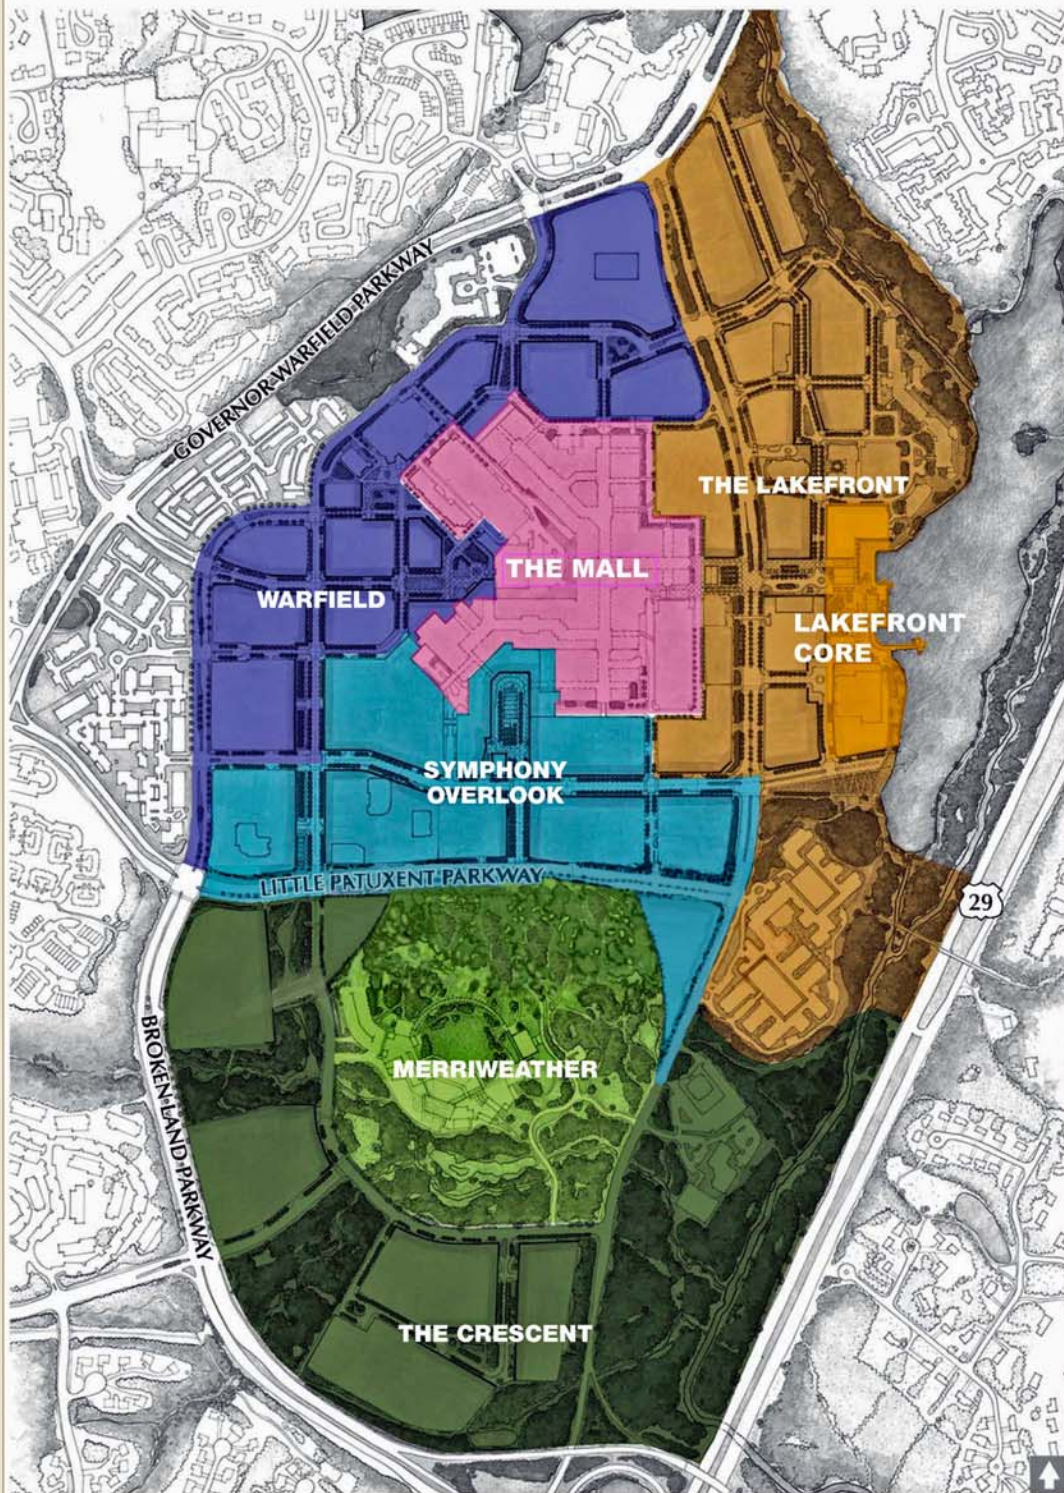 GOVERNOR WARFIELD PARKWAY
THE LAKEFRONT
THE MALL
WARFIELD
LAKEFRONT
CORE
SYMPHONY
OVERLOOK
LITTLE PATUXENT PARKWAY
29
BROKEN LAND PARKWAY
MERRIWEATHER
THE CRESCENT